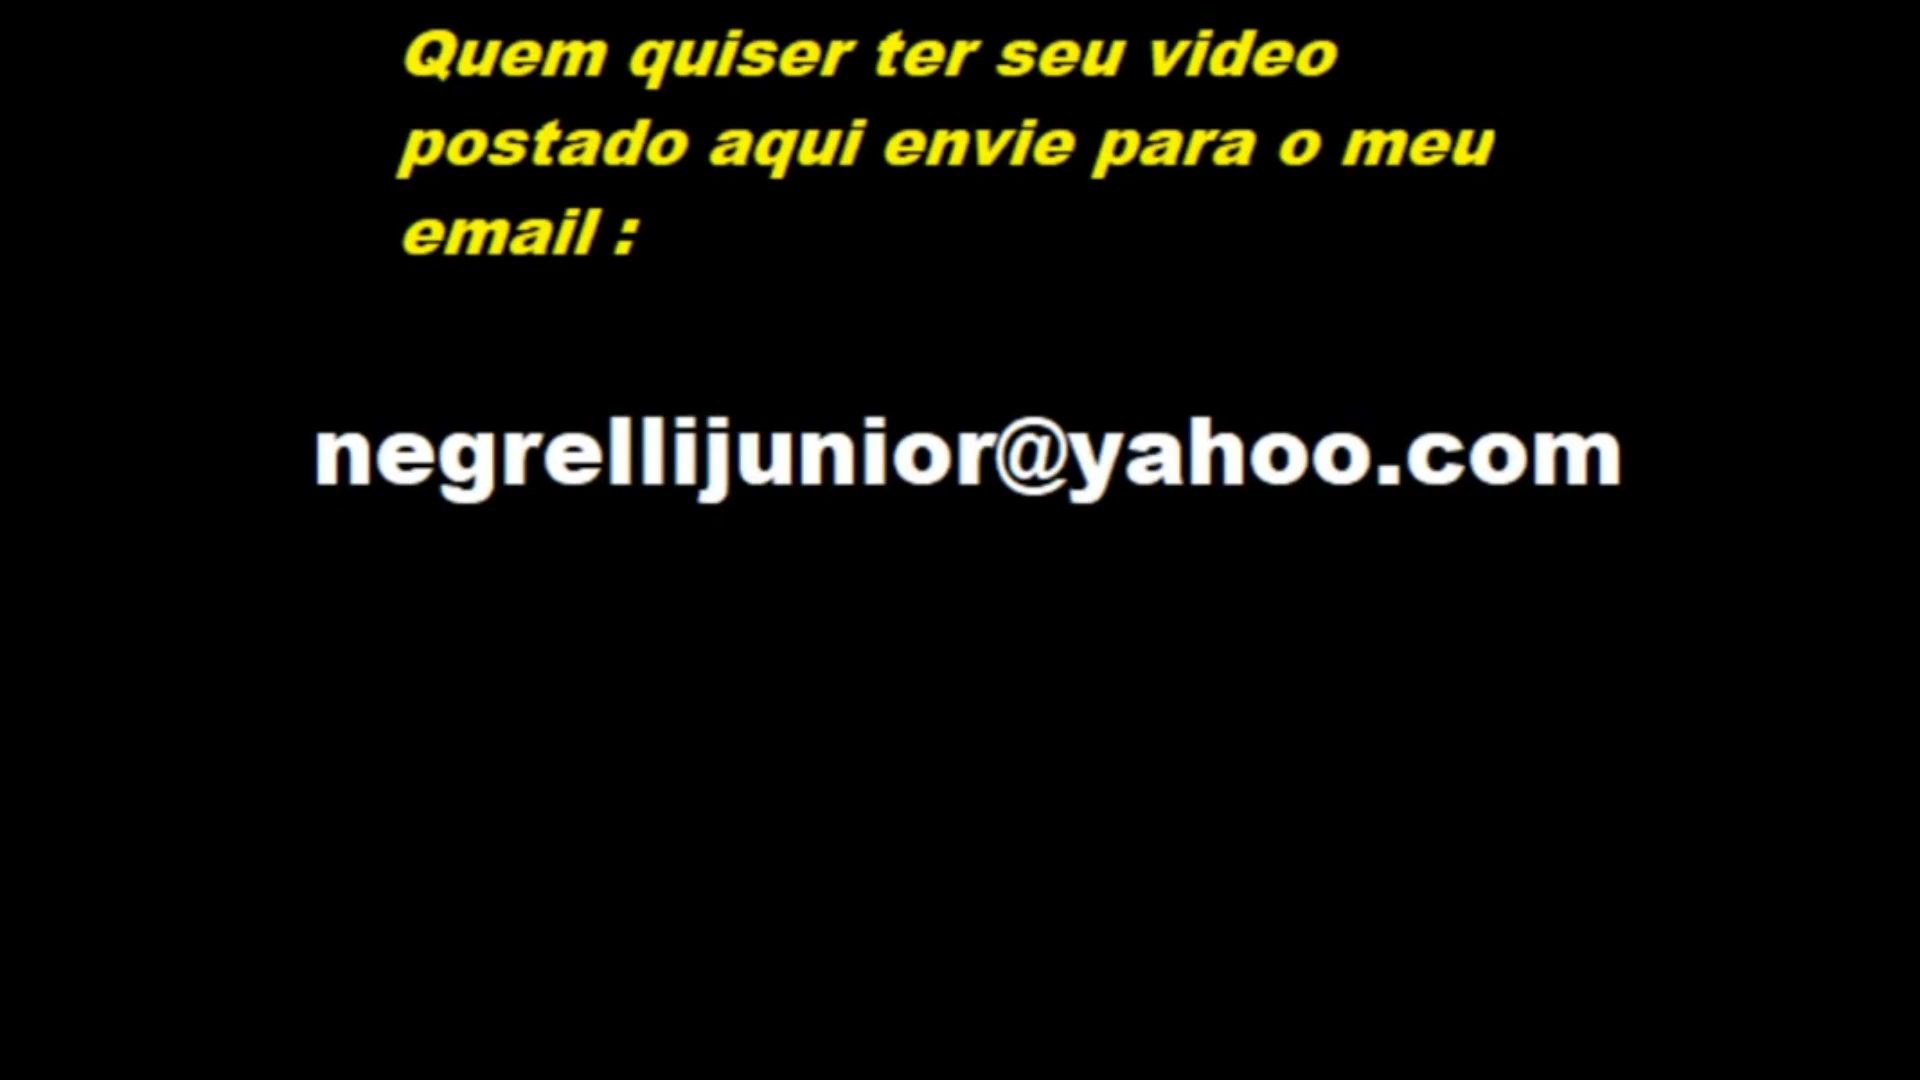 Quem quiser ter seu video
postado aqui envie para o meu
email :
negrellijunior@yahoo.com